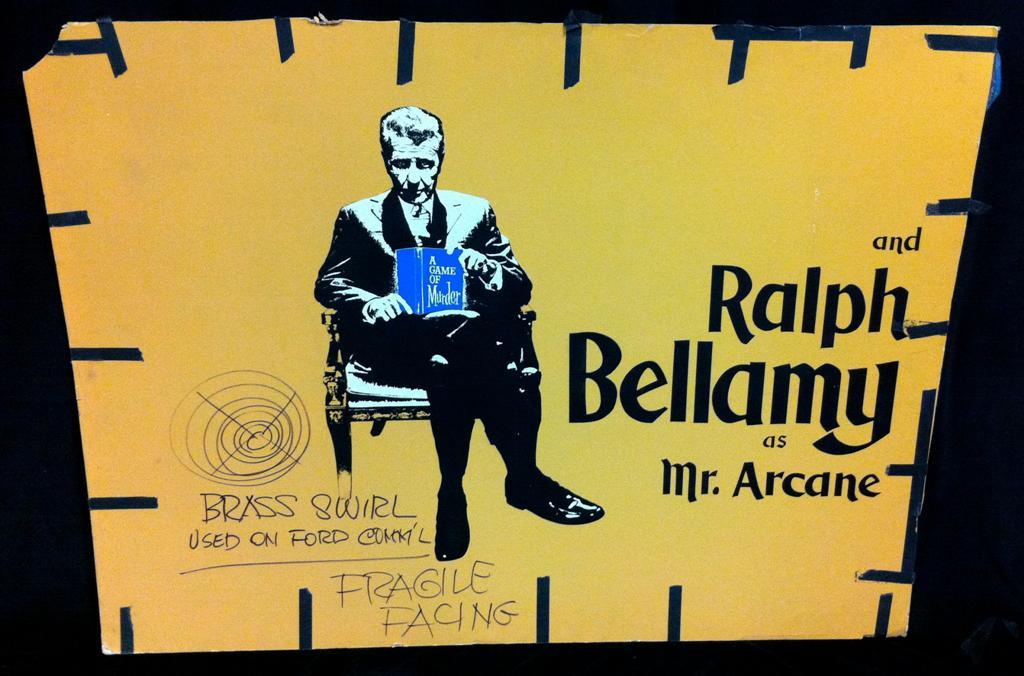 A
GAME
OF
Murder
and
Ralph
Bellamy
as
Mr. Arcane
BRASS SWIRL
USED ON FORD COMM'L
FRAGILE
FACING